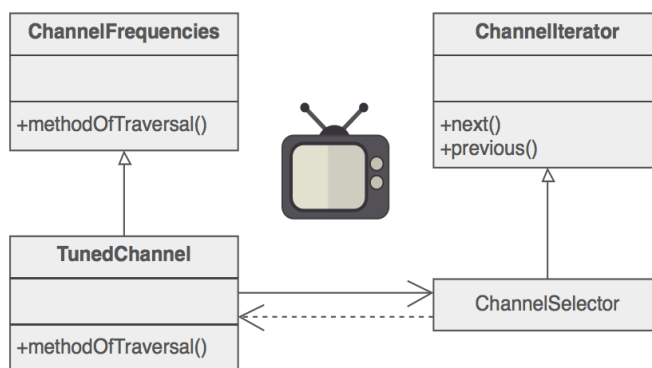 ChannelFrequencies
+methodOfTraversal()
ChannelIterator
+next()
+previous()
TunedChannel
+methodOfTraversal()
ChannelSelector